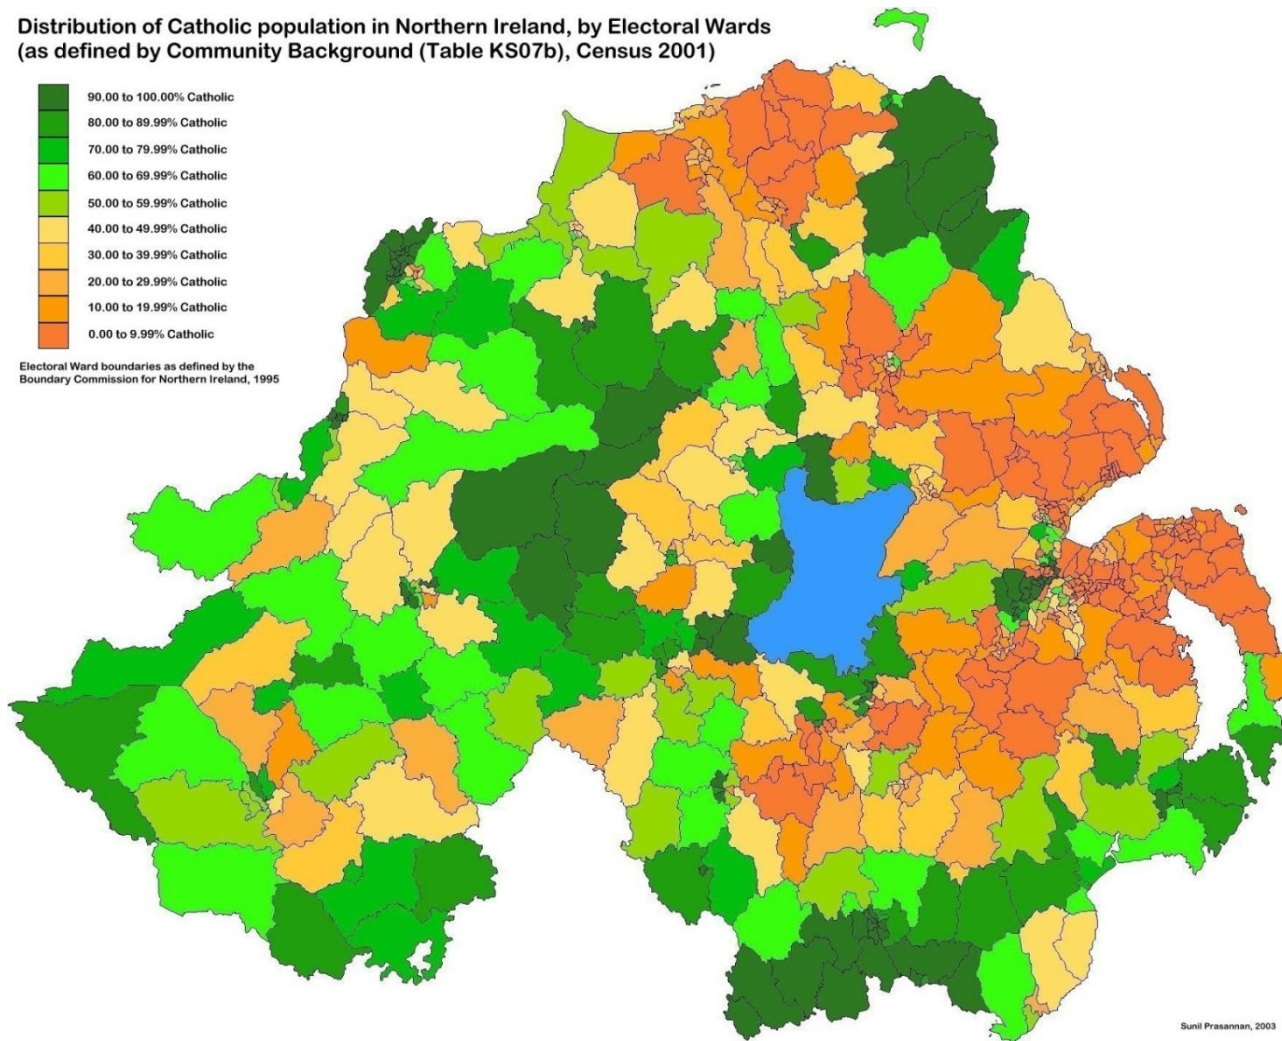 Distribution of Catholic population in Northern Ireland, by Electoral Wards
(as defined by Community Background (Table KS07b), Census 2001)
90.00 to 100.00% Catholic
80.00 to 89.99% Catholic
70.00 to 79.99% Catholic
60.00 to 69.99% Catholic
50.00 to 59.99% Catholic
40.00 to 49.99% Catholic
30.00 to 39.99% Catholic
20.00 to 29.99% Catholic
10.00 to 19.99% Catholic
0.00 to 9.99% Catholic
Electoral Ward boundaries as defined by the
Boundary Commission for Northern Ireland, 1995
Sunil Prasannan, 2003